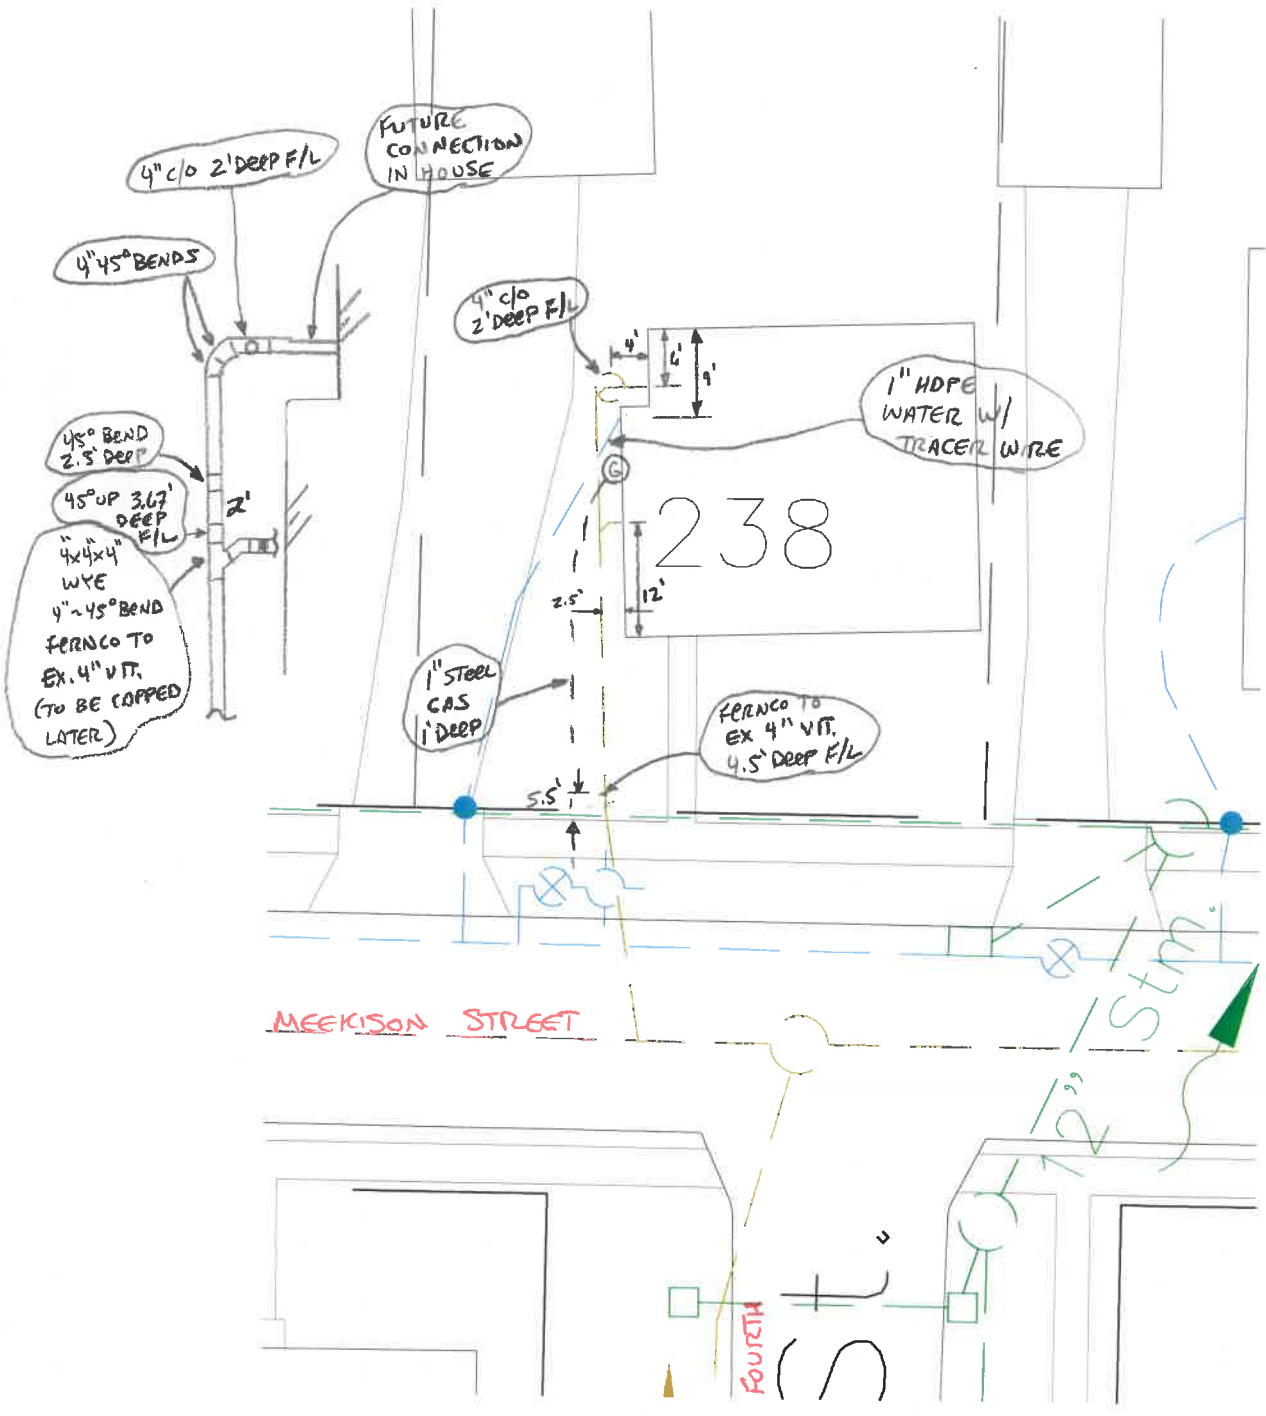 FUTURE
CONNECTION
IN HOUSE
4" C/O 2' DEEP F/L
4" 45° BENDS
4" C/O
2' DEEP F/L
4'
6'
9'
1" HDPE
WATER W/
TRACER WIRE
45° BEND
2.5' DEEP
45° UP 3.67'
DEEP
F/L
2'
G
238
4"x4"x4"
WYE
4"~45° BEND
FERNCO TO
EX. 4" VIT.
(TO BE CAPPED
LATER)
2.5'
12'
1" STEEL
GAS
1' DEEP
FERNCO TO
EX 4" VIT.
4.5' DEEP F/L
5.5'
MEEKISON STREET
12" Stm.
FOURTH
St.